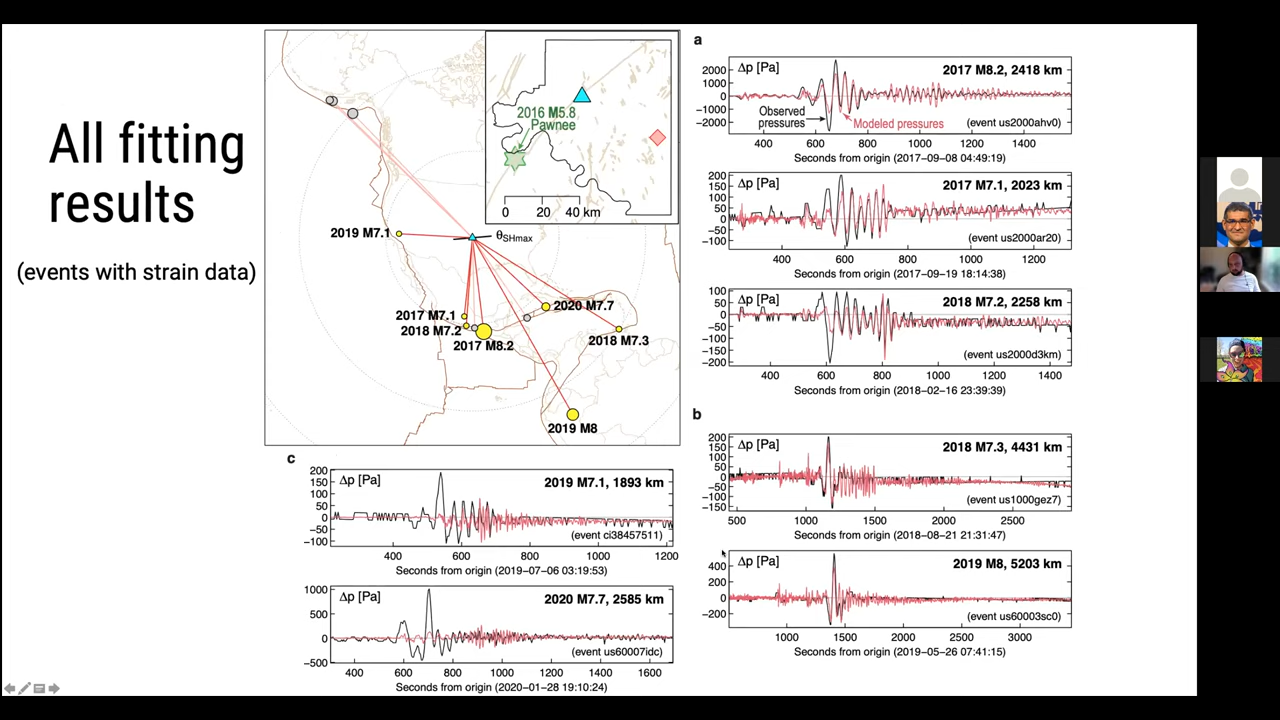 All fitting
results
(events with strain data)
2016 M5.8
Pawnee
0 20 40 km
2019 M7.1
θSHmax
2017 M7.1
2018 M7.2
2017 M8.2
2020 M7.7
2018 M7.3
2019 M8
a
Δp [Pa]
2017 M8.2, 2418 km
2000
1000
0
−1000
−2000
Observed
pressures
Modeled pressures
(event us2000ahv0)
400 600 800 1000 1200 1400
Seconds from origin (2017−09−08 04:49:19)
Δp [Pa]
2017 M7.1, 2023 km
200
150
100
50
0
−50
−100
(event us2000ar20)
400 600 800 1000 1200
Seconds from origin (2017−09−19 18:14:38)
Δp [Pa]
2018 M7.2, 2258 km
100
50
0
−50
−100
−150
−200
(event us2000d3km)
400 600 800 1000 1200 1400
Seconds from origin (2018−02−16 23:39:39)
b
Δp [Pa]
2018 M7.3, 4431 km
200
150
100
50
0
−50
−100
−150
(event us1000gez7)
500 1000 1500 2000 2500
Seconds from origin (2018−08−21 21:31:47)
Δp [Pa]
2019 M8, 5203 km
400
200
0
−200
(event us60003sc0)
1000 1500 2000 2500 3000
Seconds from origin (2019−05−26 07:41:15)
c
Δp [Pa]
2019 M7.1, 1893 km
200
150
100
50
0
−50
−100
(event ci38457511)
400 600 800 1000 1200
Seconds from origin (2019−07−06 03:19:53)
Δp [Pa]
2020 M7.7, 2585 km
1000
500
0
−500
(event us60007idc)
400 600 800 1000 1200 1400 1600
Seconds from origin (2020−01−28 19:10:24)